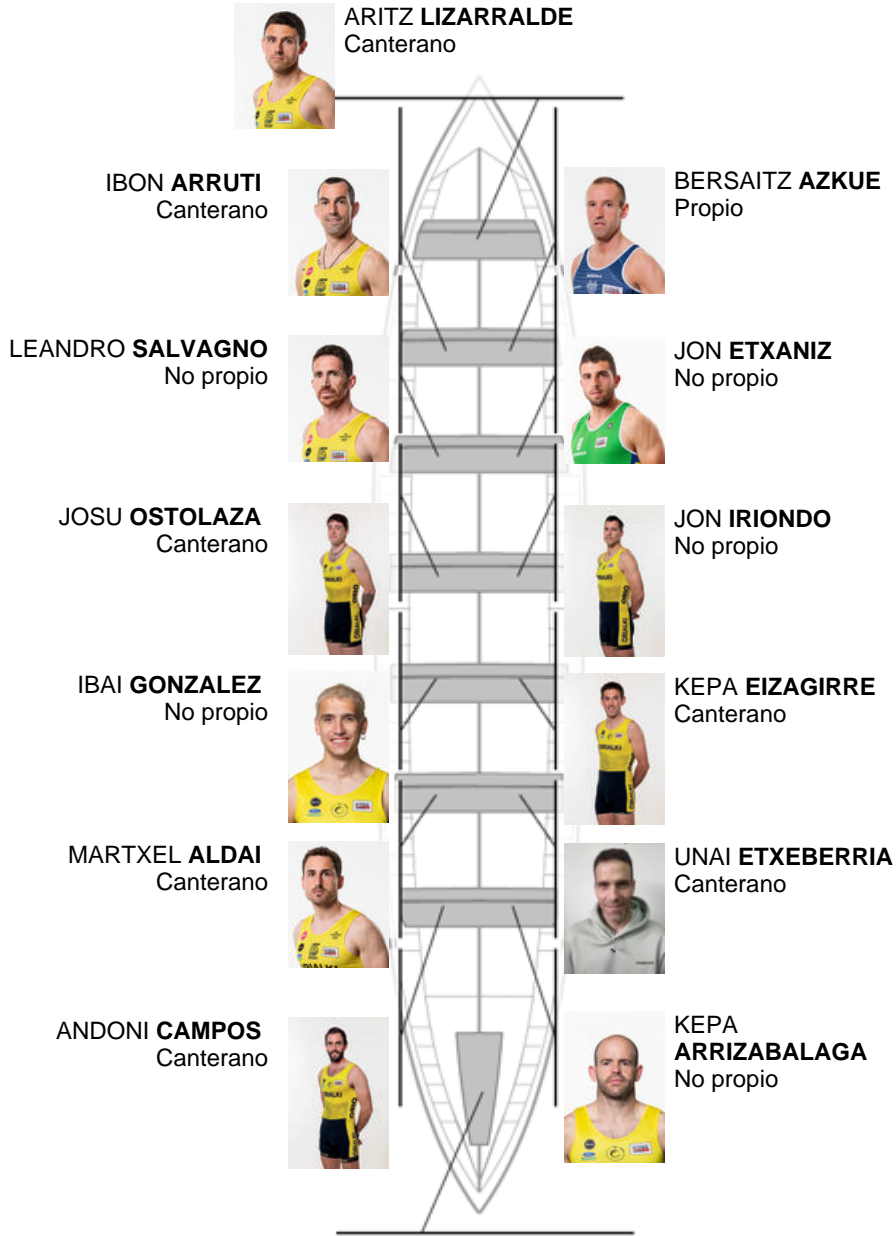 ARITZ LIZARRALDE
Canterano
IBON ARRUTI
Canterano
BERSAITZ AZKUE
Propio
LEANDRO SALVAGNO
No propio
JON ETXANIZ
No propio
JOSU OSTOLAZA
Canterano
JON IRIONDO
No propio
IBAI GONZALEZ
No propio
KEPA EIZAGIRRE
Canterano
MARTXEL ALDAI
Canterano
UNAI ETXEBERRIA
Canterano
ANDONI CAMPOS
Canterano
KEPA
ARRIZABALAGA
No propio